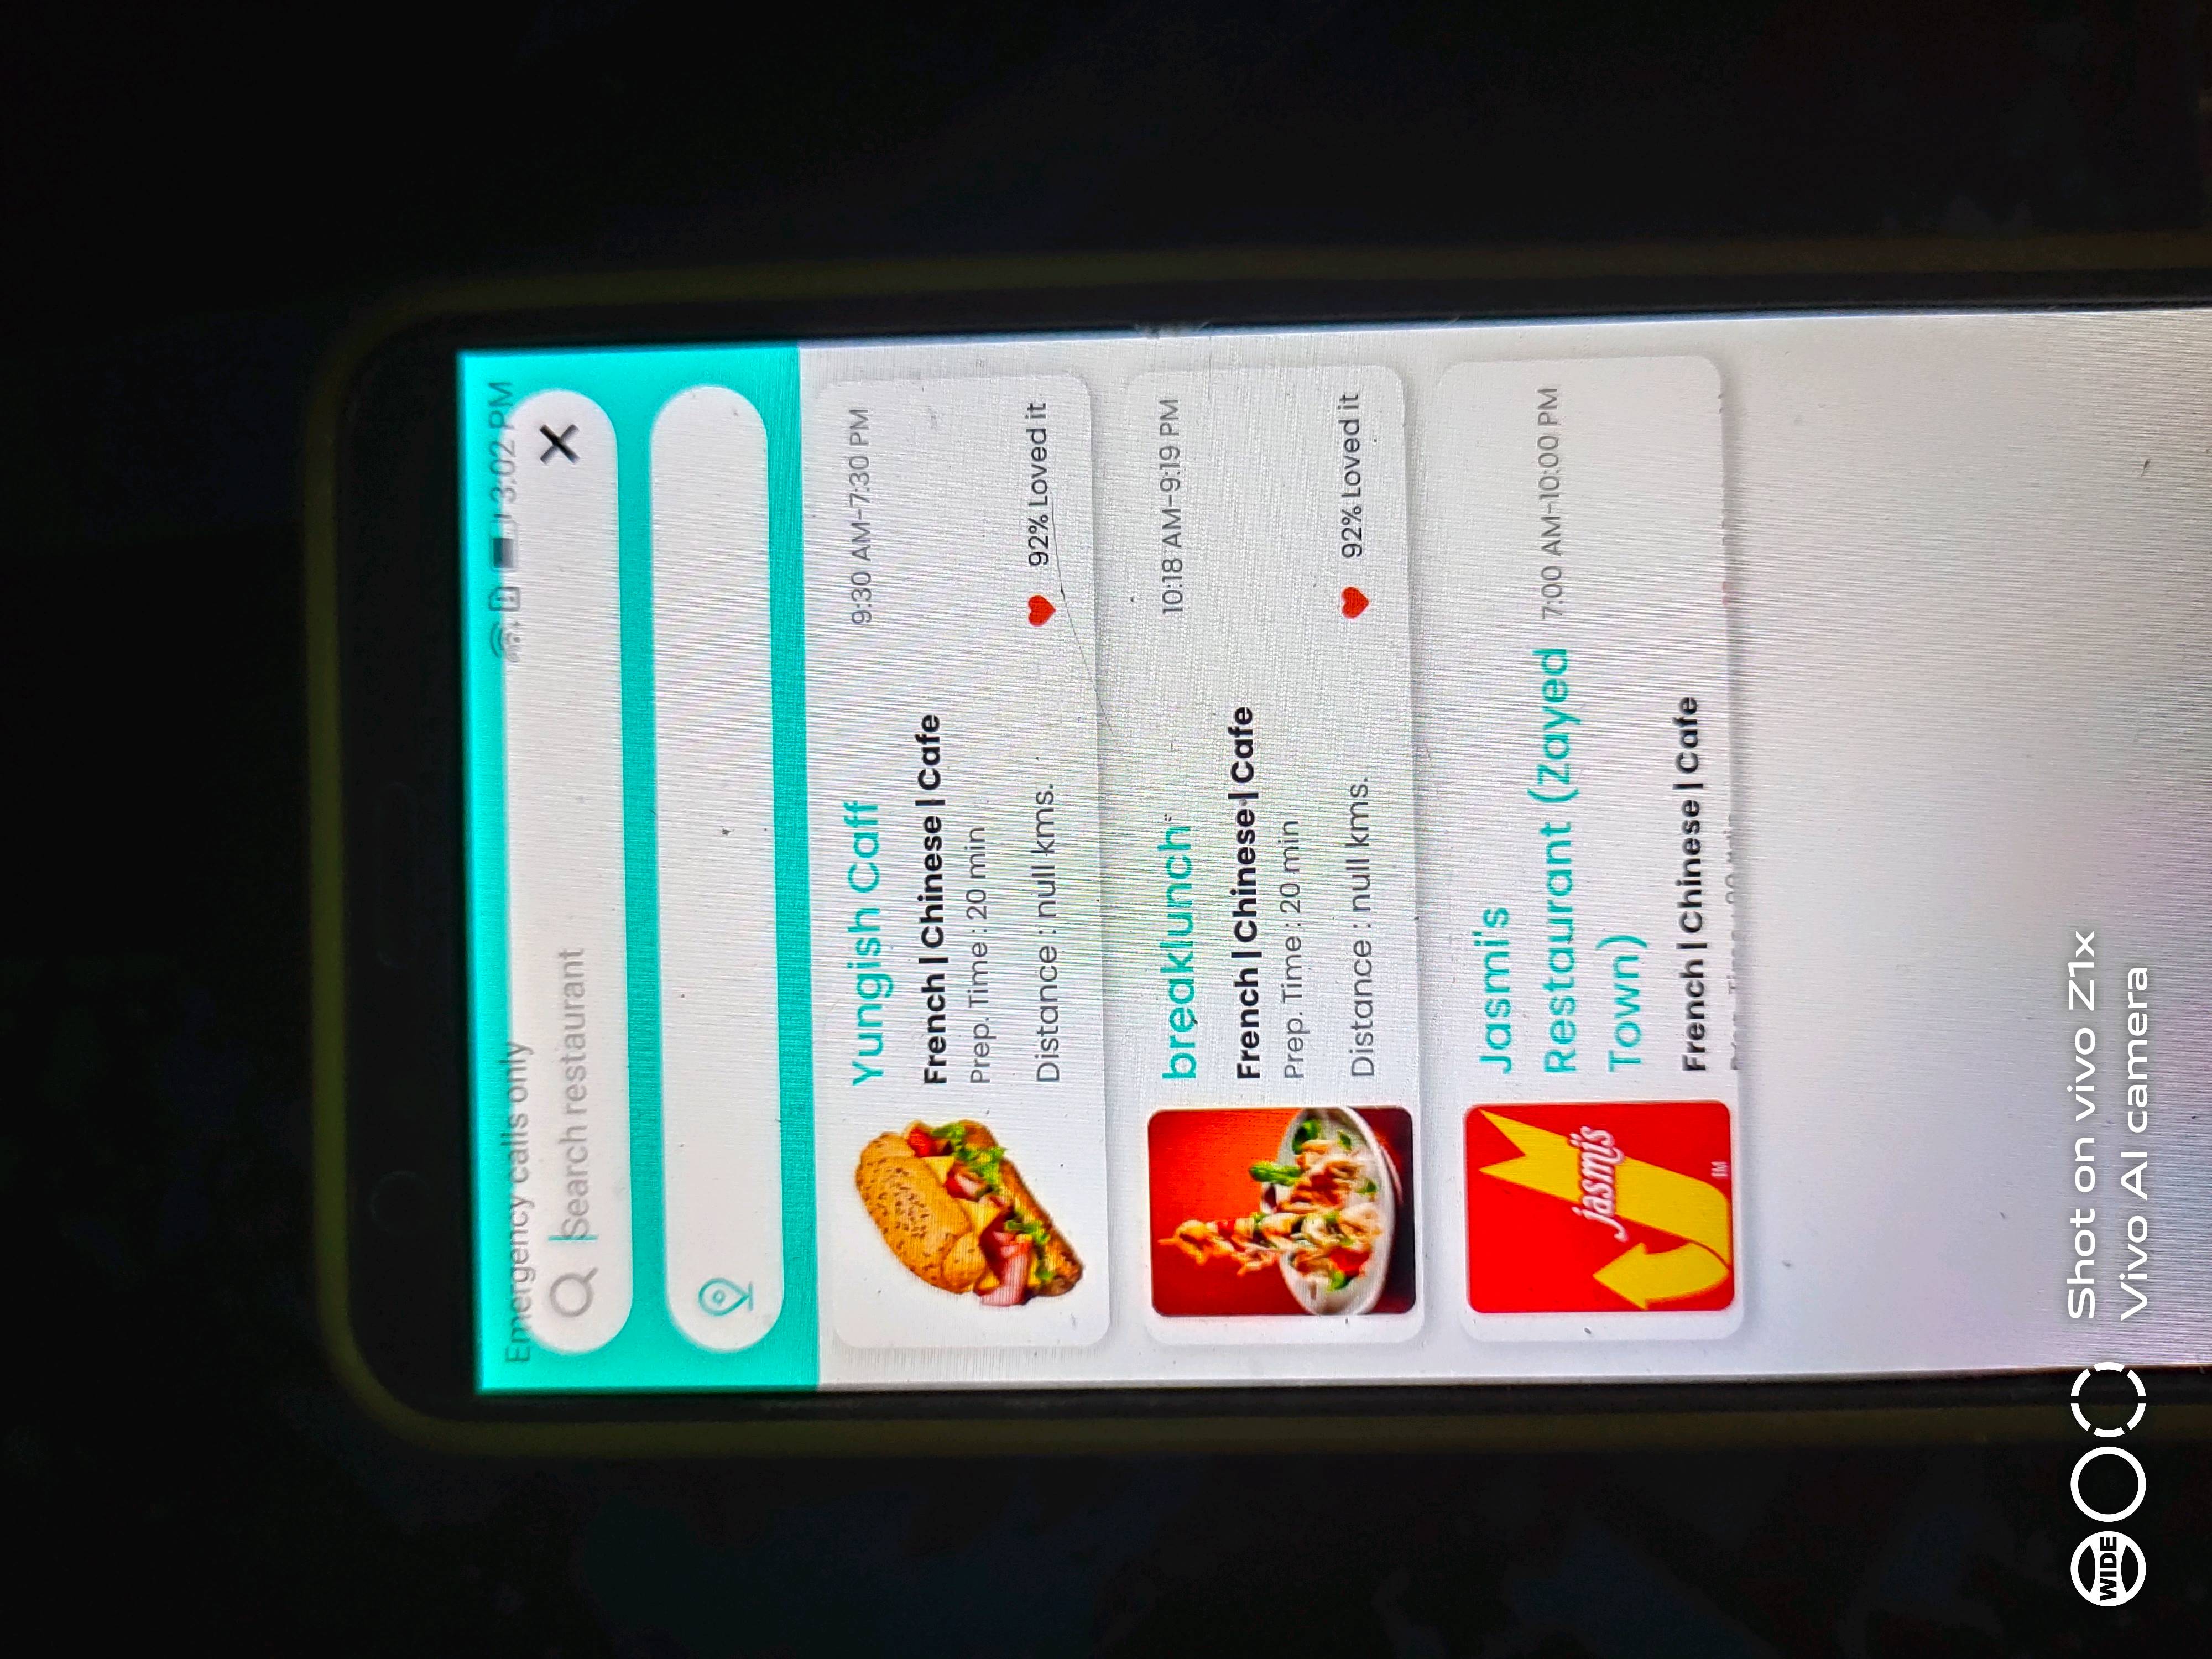 Emergency calls only 3:02 PM
Search restaurant
Yungish Caff 9:30 AM-7:30 PM
French | Chinese | Cafe
Prep. Time : 20 min
Distance : null kms. 92% Loved it
breaklunch" 10:18 AM-9:19 PM
French | Chinese | Cafe
Prep. Time : 20 min
Distance : null kms. 92% Loved it
Jasmi's
Restaurant (Zayed 7:00 AM-10:00 PM
Town)
French | Chinese | Cafe
jasmi's
TM
WIDE
Shot on vivo Z1x
Vivo AI camera